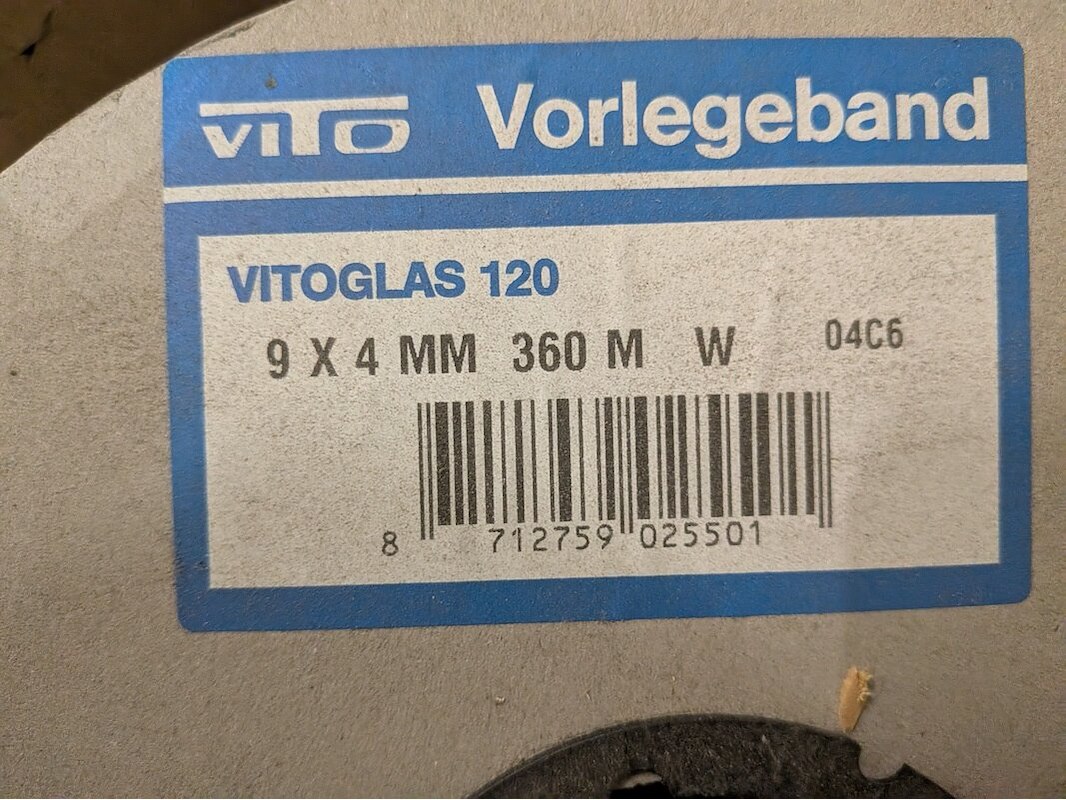 VITO Vorlegeband
VITOGLAS 120
9 X 4 MM 360 M W 04C6
8 712759 025501